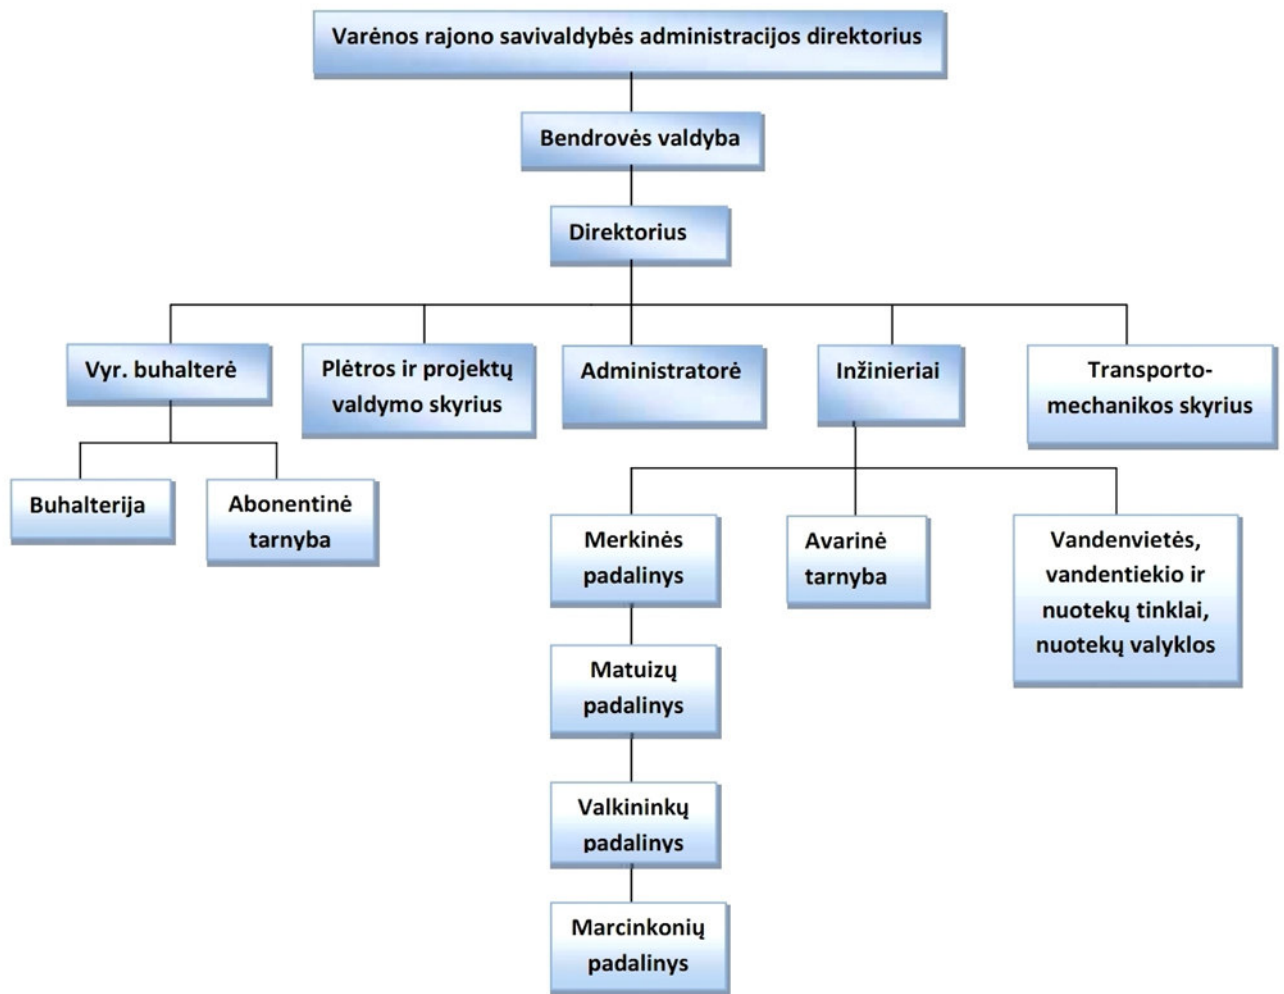 Varėnos rajono savivaldybės administracijos direktorius
Bendrovės valdyba
Direktorius
Vyr. buhalterė
Plėtros ir projektų
valdymo skyrius
Administratorė
Inžinieriai
Transporto-
mechanikos skyrius
Buhalterija
Abonentinė
tarnyba
Merkinės
padalinys
Avarinė
tarnyba
Vandenvietės,
vandentiekio ir
nuotekų tinklai,
nuotekų valyklos
Matuizų
padalinys
Valkininkų
padalinys
Marcinkonių
padalinys